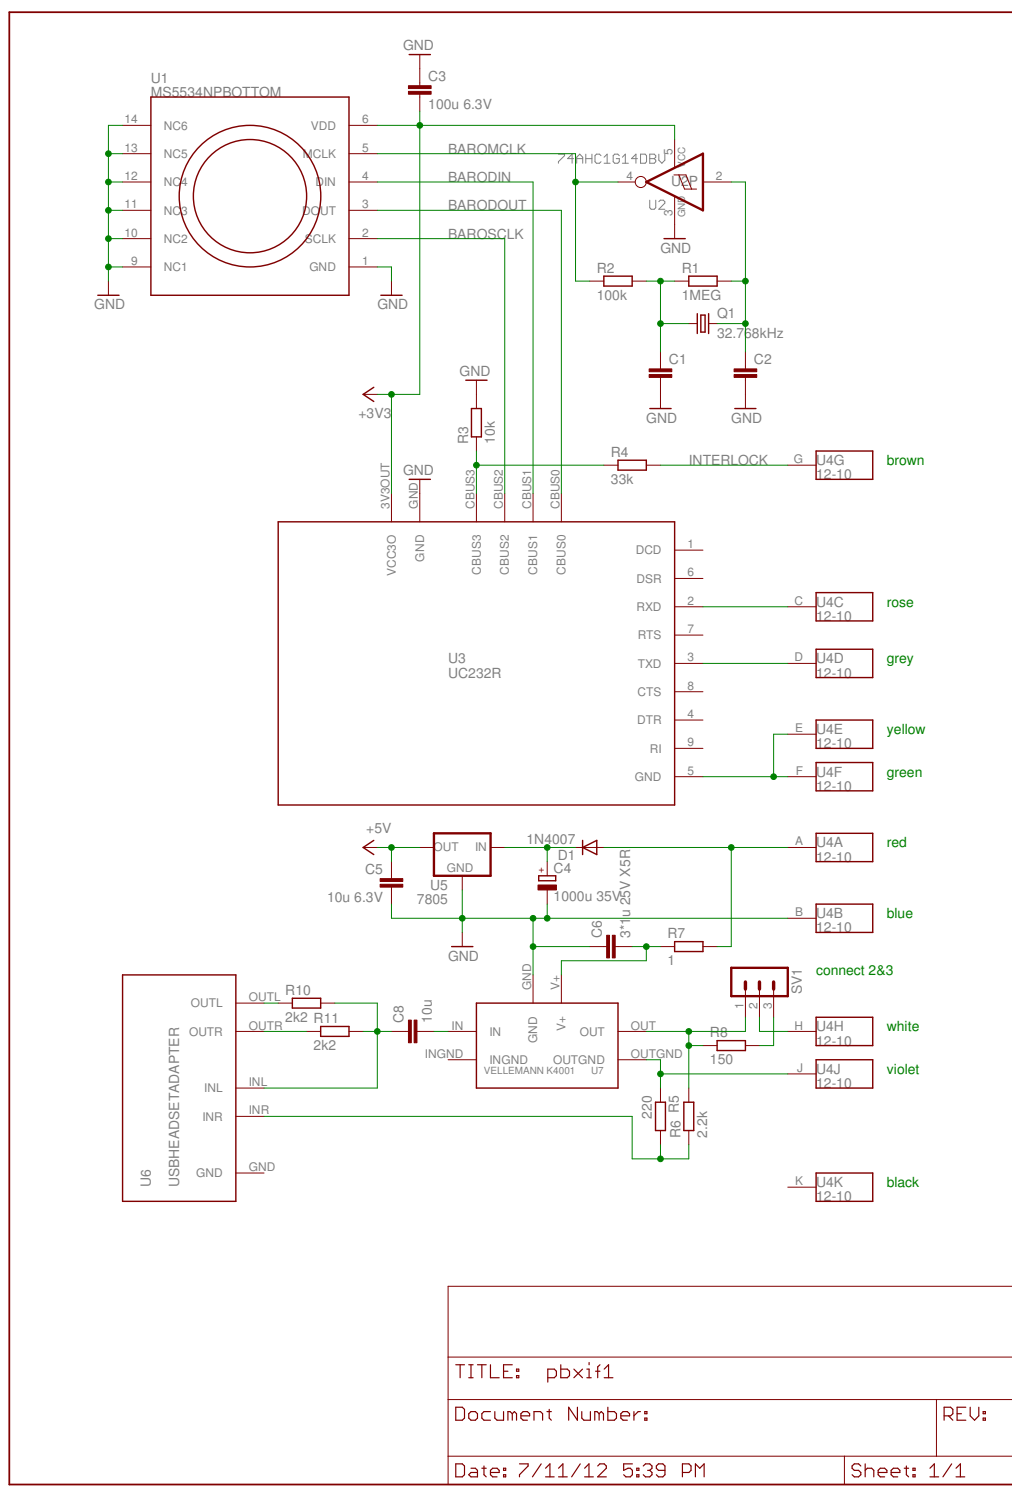 GND
C3
100u 6.3V
U1
MS5534NPBOTTOM
14 NC6 VDD 6
13 NC5 MCLK 5 BAROMCLK
12 NC4 DIN 4 BARODIN
11 NC3 DOUT 3 BARODOUT
10 NC2 SCLK 2 BAROSCLK
9 NC1 GND 1
GND GND
74AHC1G14DBV
5 VCC
4 U2P 2
U2
3 GND
GND
R2 R1
100k 1MEG
Q1
32.768kHz
C1 C2
GND GND
GND
+3V3
R3
10k
R4 INTERLOCK G U4G brown
33k 12-10
GND
3V3OUT GND CBUS3 CBUS2 CBUS1 CBUS0
VCC3O GND CBUS3 CBUS2 CBUS1 CBUS0
DCD 1
DSR 6
RXD 2 C U4C rose
12-10
RTS 7
U3
UC232R
TXD 3 D U4D grey
12-10
CTS 8
DTR 4
E U4E yellow
12-10
RI 9
GND 5 F U4F green
12-10
+5V
OUT IN
GND
1N4007
D1
A U4A red
12-10
C5
10u 6.3V
U5
7805
+
C4
1000u 35V
3*1u 25V X5R
B U4B blue
12-10
GND
C6
R7
1
GND V+
SV1
connect 2&3
1 2 3
OUTL OUTL R10
2k2
OUTR OUTR R11
2k2
C8
10u
IN IN
GND V+
OUT OUT
R8
150
H U4H white
12-10
INGND INGND
OUTGND OUTGND
VELLEMANN K4001 U7
J U4J violet
12-10
INL INL
INR INR
220
R6
R5
2.2k
U6
USBHEADSETADAPTER
GND GND
K U4K black
12-10
TITLE: pbxif1
Document Number: REV:
Date: 7/11/12 5:39 PM Sheet: 1/1